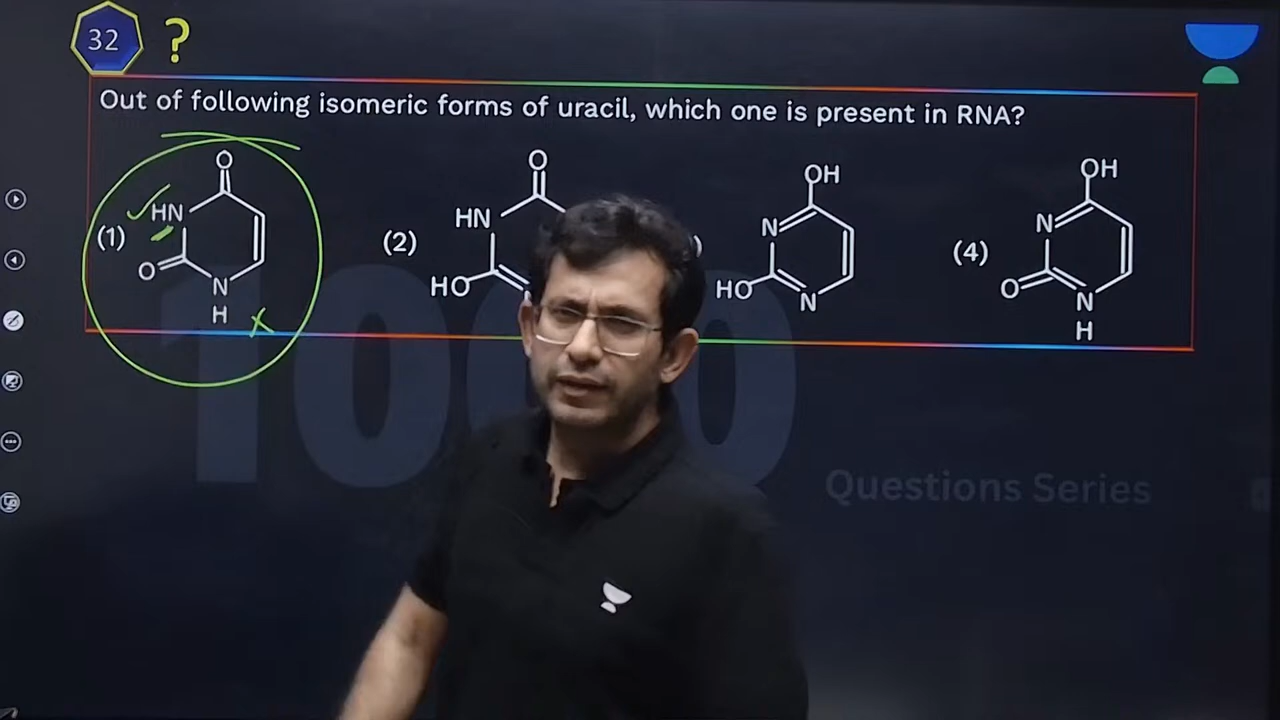 32 ?
Out of following isomeric forms of uracil, which one is present in RNA?
(1)
O
HN
O
N
H
(2)
O
HN
HO
)
OH
N
HO
N
(4)
OH
N
O
N
H
1000
Questions Series